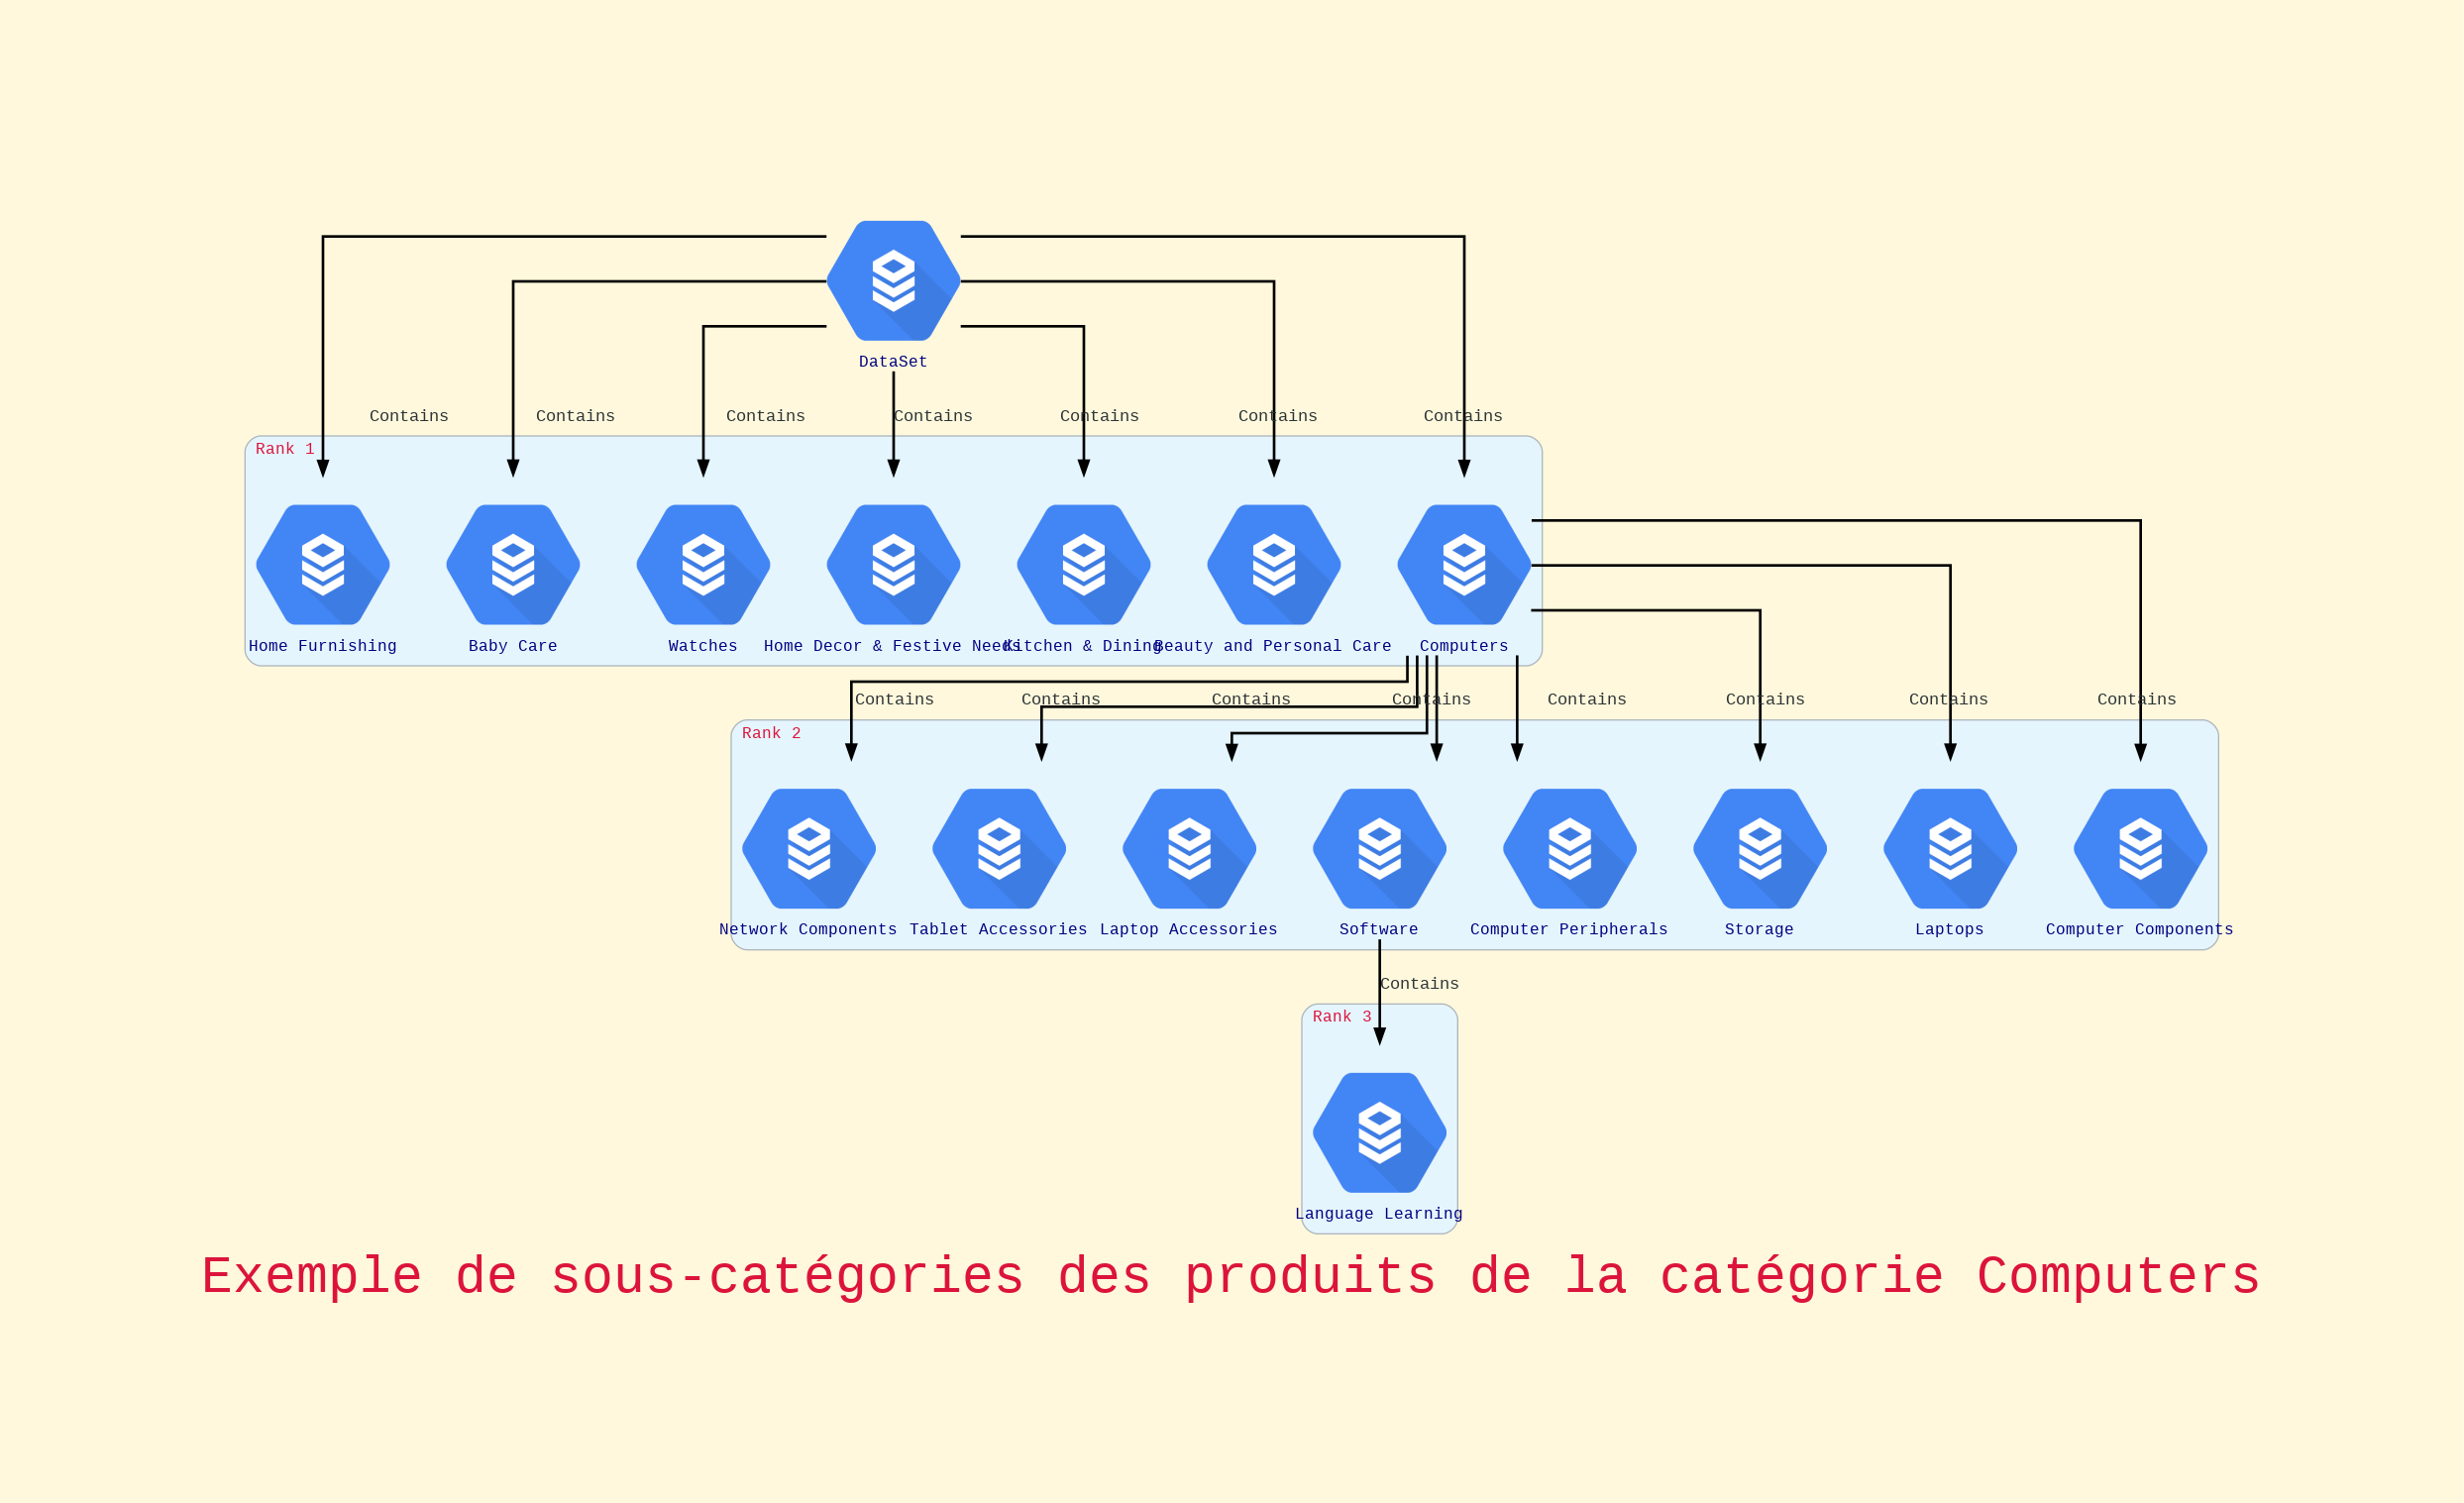 DataSet
Contains
Contains
Contains
Contains
Contains
Contains
Contains
Rank 1
Home Furnishing
Baby Care
Watches
Home Decor & Festive Needs
Kitchen & Dining
Beauty and Personal Care
Computers
Contains
Contains
Contains
Contains
Contains
Contains
Contains
Contains
Rank 2
Network Components
Tablet Accessories
Laptop Accessories
Software
Computer Peripherals
Storage
Laptops
Computer Components
Contains
Rank 3
Language Learning
Exemple de sous-catégories des produits de la catégorie Computers